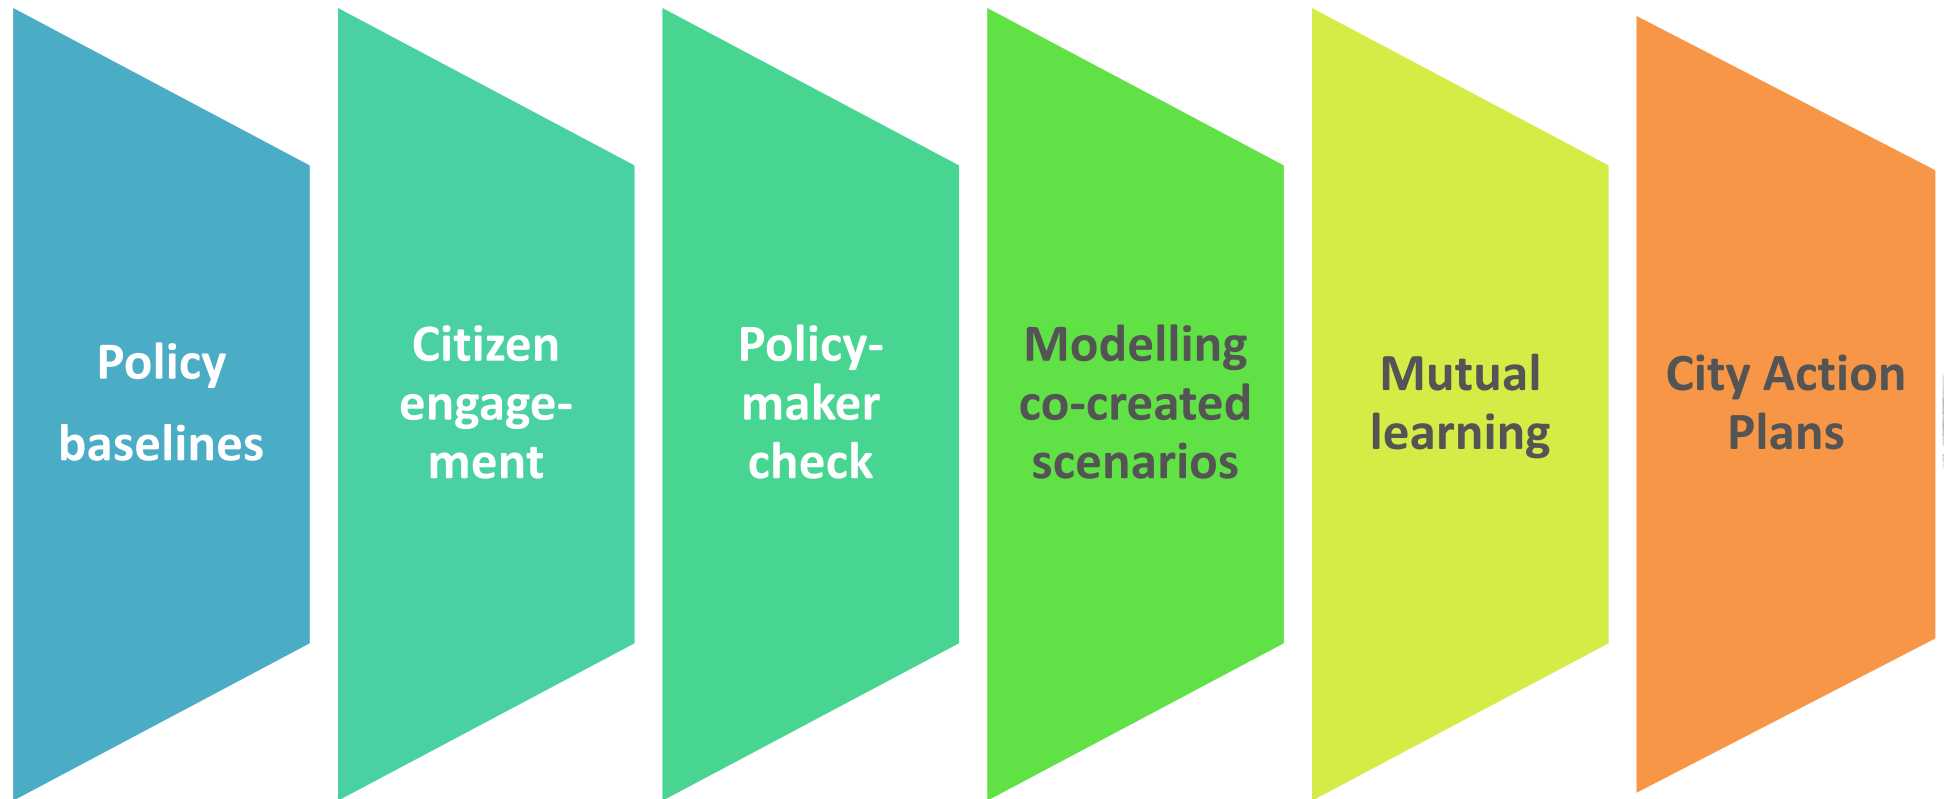 Policy
baselines
Citizen
engage-
ment
Policy-
maker
check
Modelling
co-created
scenarios
Mutual
learning
City Action
Plans